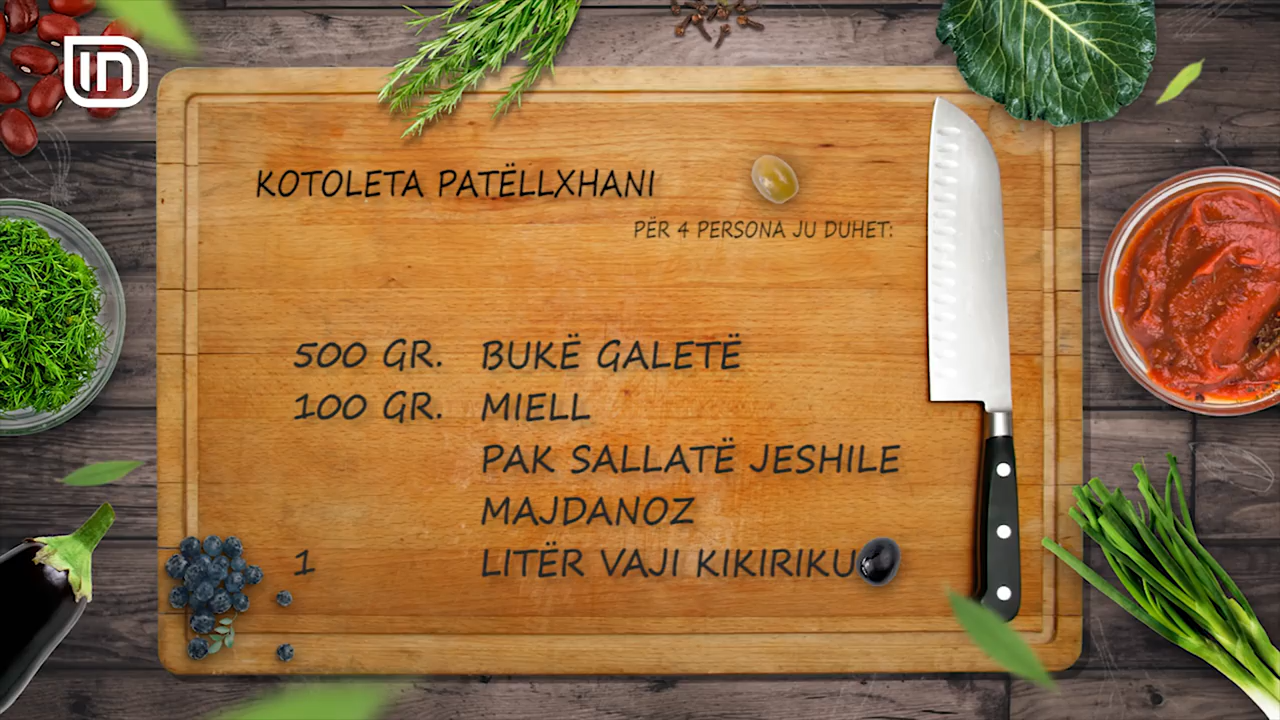 IN
KOTOLETA PATËLLXHANI
PËR 4 PERSONA JU DUHET:
500 GR. BUKË GALETË
100 GR. MIELL
PAK SALLATË JESHILE
MAJDANOZ
1 LITËR VAJI KIKIRIKU